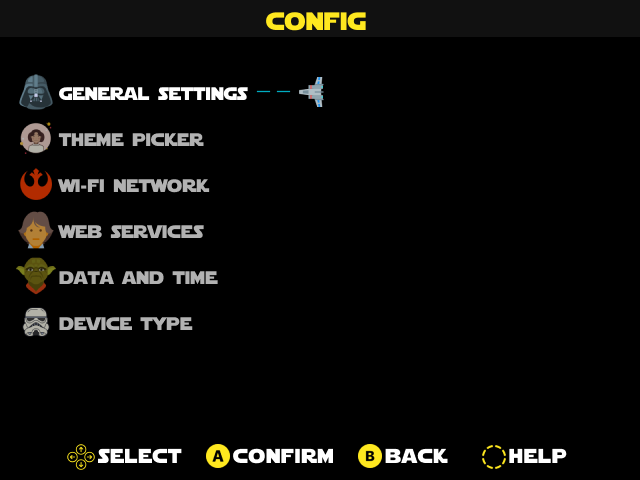 CONFIG
GENERAL SETTINGS
THEME PICKER
WI-FI NETWORK
WEB SERVICES
DATA AND TIME
DEVICE TYPE
SELECT A CONFIRM B BACK HELP